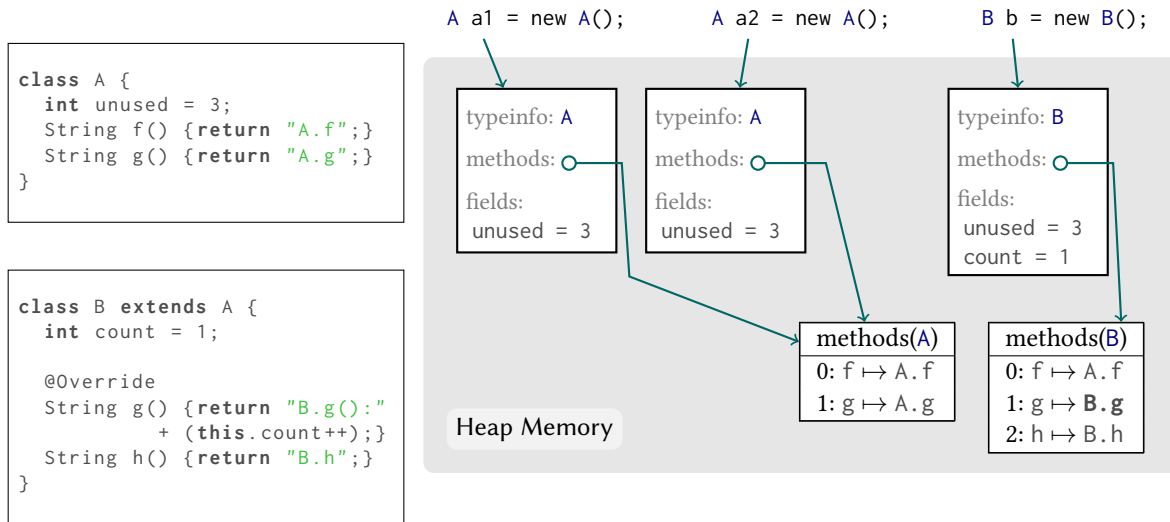 class A {
  int unused = 3;
  String f() {return "A.f";}
  String g() {return "A.g";}
}
class B extends A {
  int count = 1;
  @Override
  String g() {return "B.g():"
           + (this.count++);}
  String h() {return "B.h";}
}
A a1 = new A();
A a2 = new A();
B b = new B();
typeinfo: A
methods:
fields:
unused = 3
typeinfo: A
methods:
fields:
unused = 3
typeinfo: B
methods:
fields:
unused = 3
count = 1
methods(A)
0: f ↦ A.f
1: g ↦ A.g
methods(B)
0: f ↦ A.f
1: g ↦ B.g
2: h ↦ B.h
Heap Memory